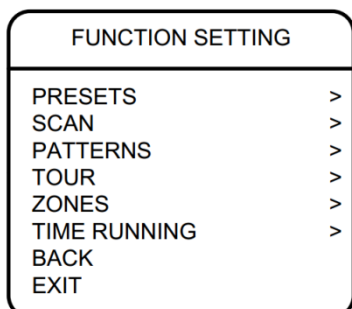 FUNCTION SETTING
PRESETS >
SCAN >
PATTERNS >
TOUR >
ZONES >
TIME RUNNING >
BACK
EXIT